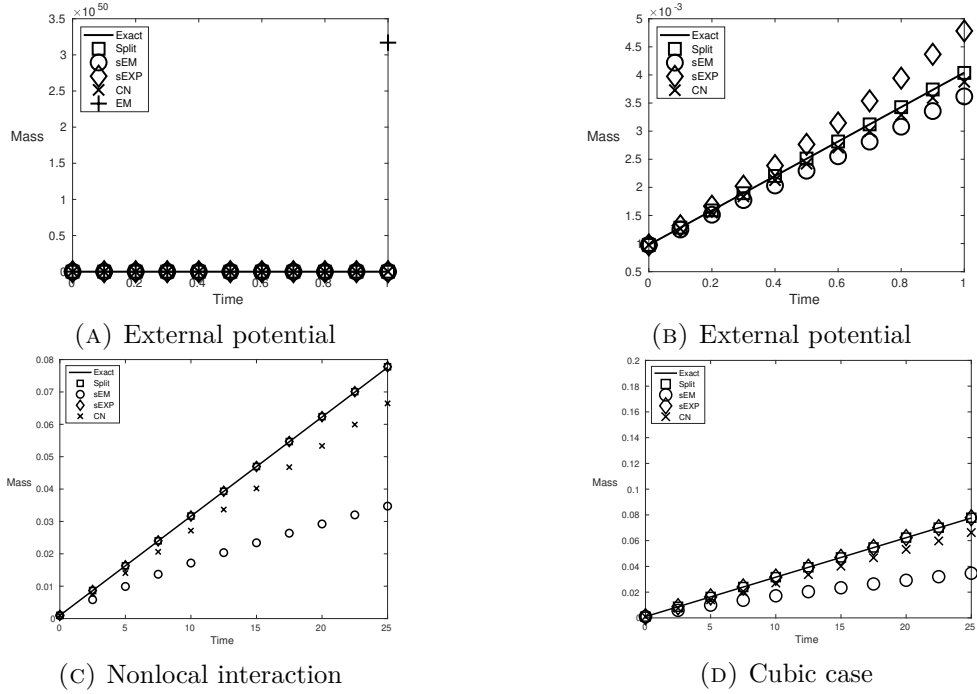 ×10^50
3.5
3
2.5
2
1.5
1
0.5
0
Mass
0 0.2 0.4 0.6 0.8 1
Time
Exact
Split
sEM
sEXP
CN
EM
(A) External potential
×10^-3
5
4.5
4
3.5
3
2.5
2
1.5
1
0.5
Mass
0 0.2 0.4 0.6 0.8 1
Time
Exact
Split
sEM
sEXP
CN
(B) External potential
0.08
0.07
0.06
0.05
0.04
0.03
0.02
0.01
0
Mass
0 5 10 15 20 25
Time
Exact
Split
sEM
sEXP
CN
(C) Nonlocal interaction
0.2
0.18
0.16
0.14
0.12
0.1
0.08
0.06
0.04
0.02
0
Mass
0 5 10 15 20 25
Time
Exact
Split
sEM
sEXP
CN
(D) Cubic case